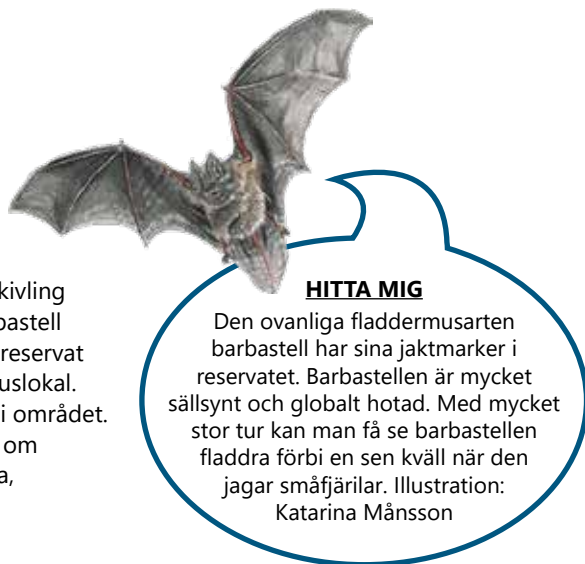 kivling
bastell
reservat
uslokal.
i området.
om
a,
HITTA MIG
Den ovanliga fladdermusarten
barbastell har sina jaktmarker i
reservatet. Barbastellen är mycket
sällsynt och globalt hotad. Med mycket
stor tur kan man få se barbastellen
fladdra förbi en sen kväll när den
jagar småfjärilar. Illustration:
Katarina Månsson